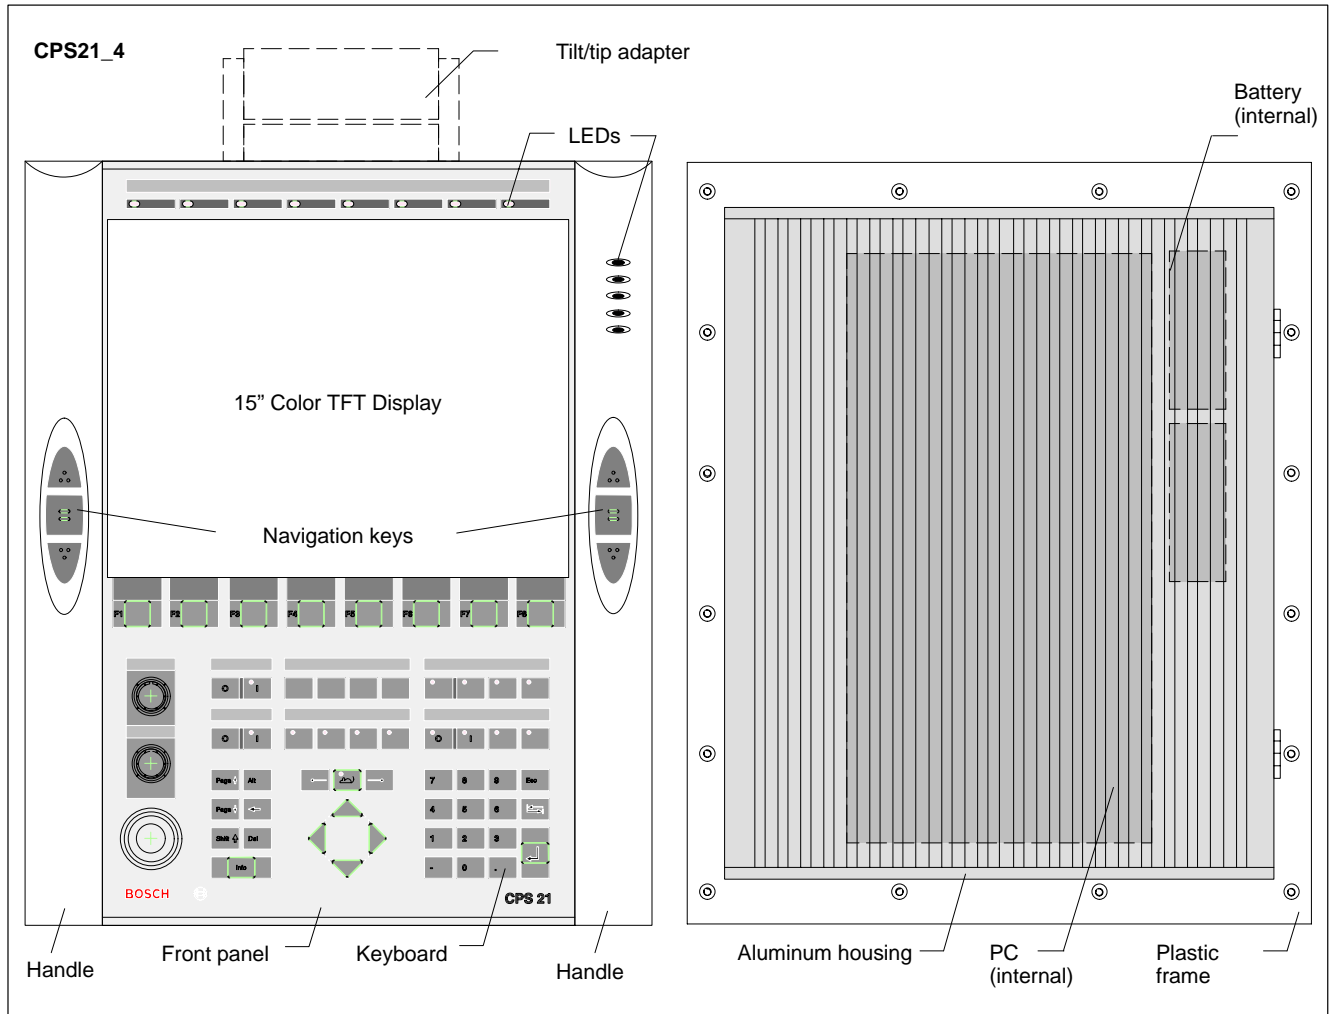 CPS21_4
Tilt/tip adapter
Battery
(internal)
LEDs
15” Color TFT Display
Navigation keys
F1 F2 F3 F4 F5 F7
Page Alt
7 8 9 Esc
Page
4 5 6
Shift Del
1 2 3
Info
- 0 .
BOSCH
CPS 21
Front panel
Keyboard
Handle
Handle
Aluminum housing
PC
(internal)
Plastic
frame